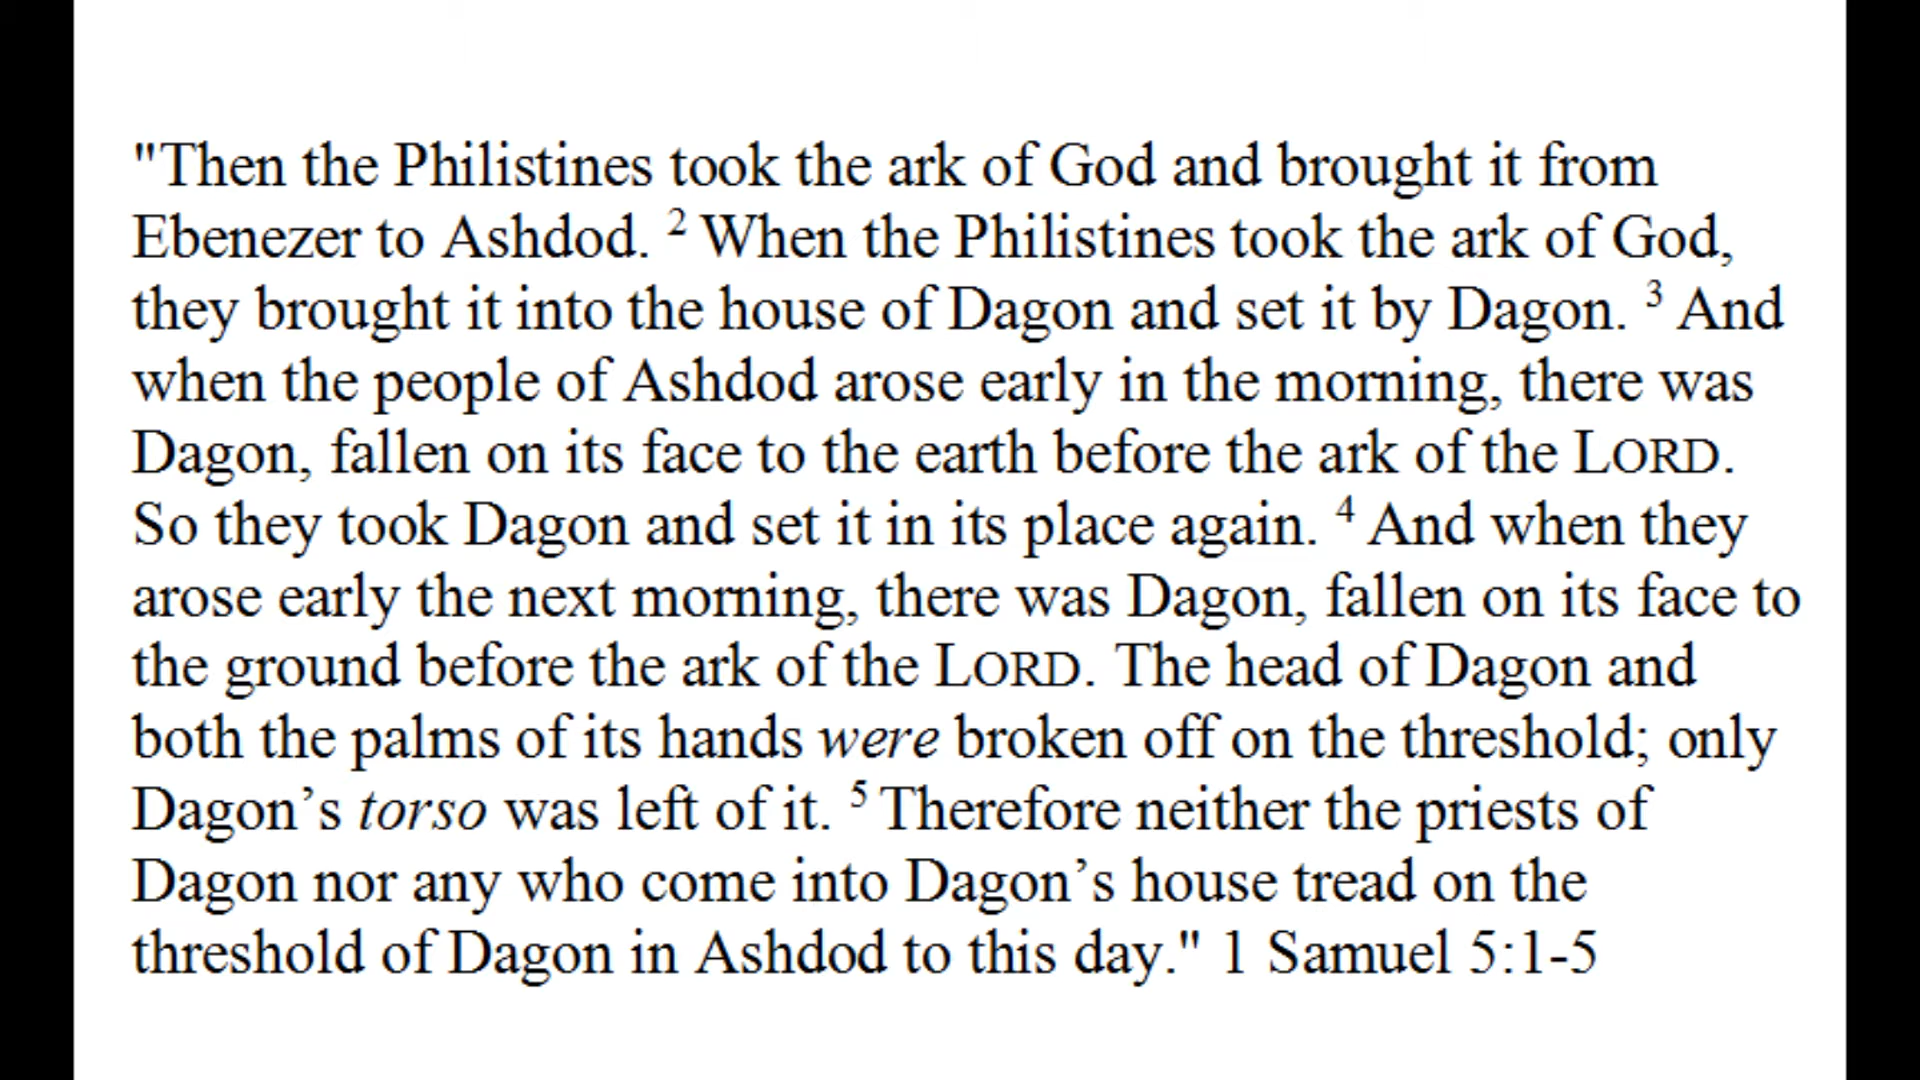 "Then the Philistines took the ark of God and brought it from
Ebenezer to Ashdod. 2 When the Philistines took the ark of God,
they brought it into the house of Dagon and set it by Dagon. 3 And
when the people of Ashdod arose early in the morning, there was
Dagon, fallen on its face to the earth before the ark of the LORD.
So they took Dagon and set it in its place again. 4 And when they
arose early the next morning, there was Dagon, fallen on its face to
the ground before the ark of the LORD. The head of Dagon and
both the palms of its hands were broken off on the threshold; only
Dagon’s torso was left of it. 5 Therefore neither the priests of
Dagon nor any who come into Dagon’s house tread on the
threshold of Dagon in Ashdod to this day." 1 Samuel 5:1-5